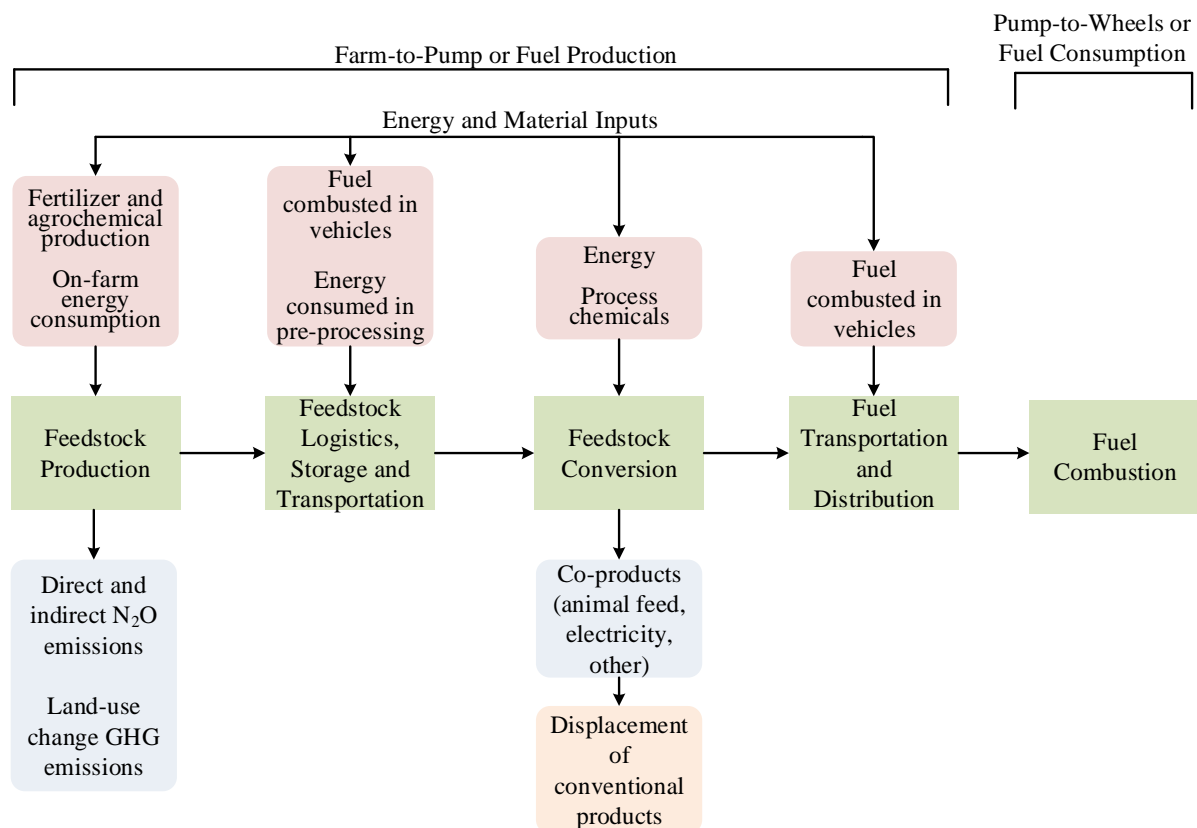 Pump-to-Wheels or
Fuel Consumption
Farm-to-Pump or Fuel Production
Energy and Material Inputs
Fertilizer and
agrochemical
production
On-farm
energy
consumption
Fuel
combusted in
vehicles
Energy
consumed in
pre-processing
Energy
Process
chemicals
Fuel
combusted in
vehicles
Feedstock
Production
Feedstock
Logistics,
Storage and
Transportation
Feedstock
Conversion
Fuel
Transportation
and
Distribution
Fuel
Combustion
Direct and
indirect N₂O
emissions
Land-use
change GHG
emissions
Co-products
(animal feed,
electricity,
other)
Displacement
of
conventional
products